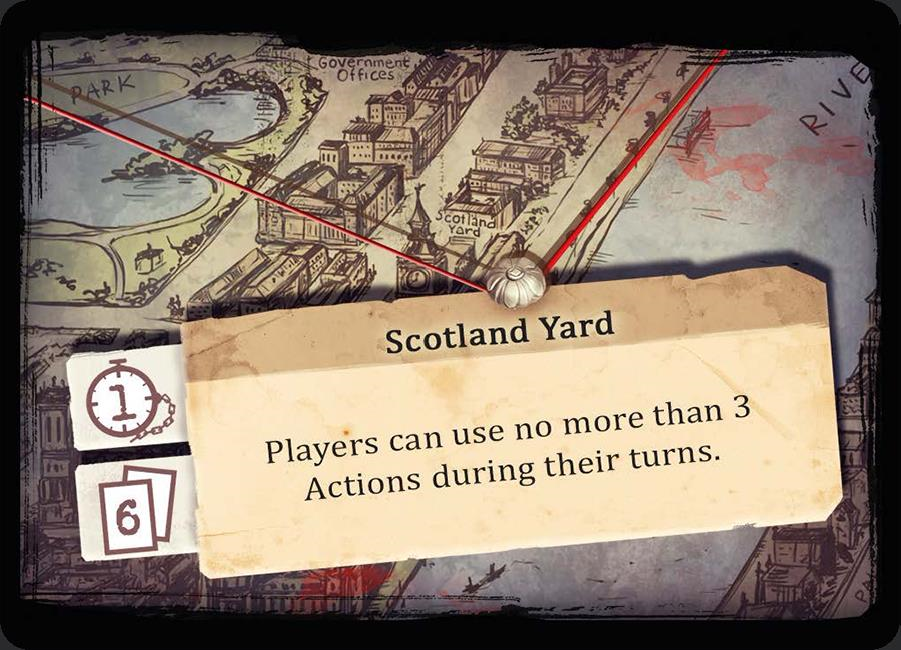 PARK
Government
Offices
RIVE
Scotland
Yard
Scotland Yard
1
Players can use no more than 3
Actions during their turns.
6